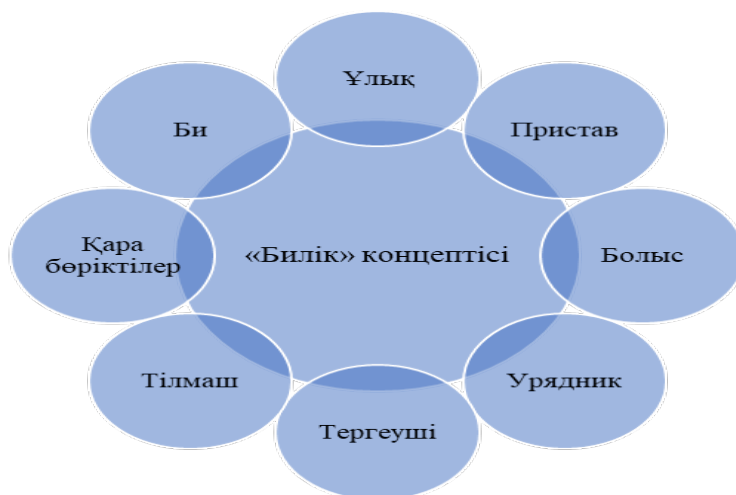 Ұлық
Пристав
Болыс
Урядник
Тергеуші
Тілмаш
Қара
бөріктілер
Би
«Билік» концептісі